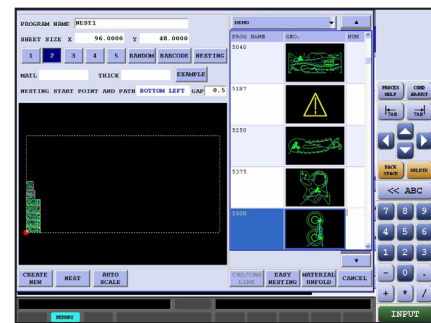 PROGRAM NAME NEST1
SHEET SIZE X 96.0000 Y 48.0000
1 2 3 4 5 RANDOM BARCODE NESTING
MATL THICK EXAMPLE
NESTING START POINT AND PATH BOTTOM LEFT GAP 0.5
CREATE NEW
NEST
AUTO SCALE
DEMO
PROG NAME GEO. NUM
5040
5187
5250
5275
5500
CAD/CAM LINK
EASY NESTING
MATERIAL UNFOLD
CANCEL
MEMORY
PROCES HELP
COND ADJUST
TAB
TAB
BACK SPACE
DELETE
<< ABC
7 8 9
4 5 6
1 2 3
- 0 .
+ * /
INPUT